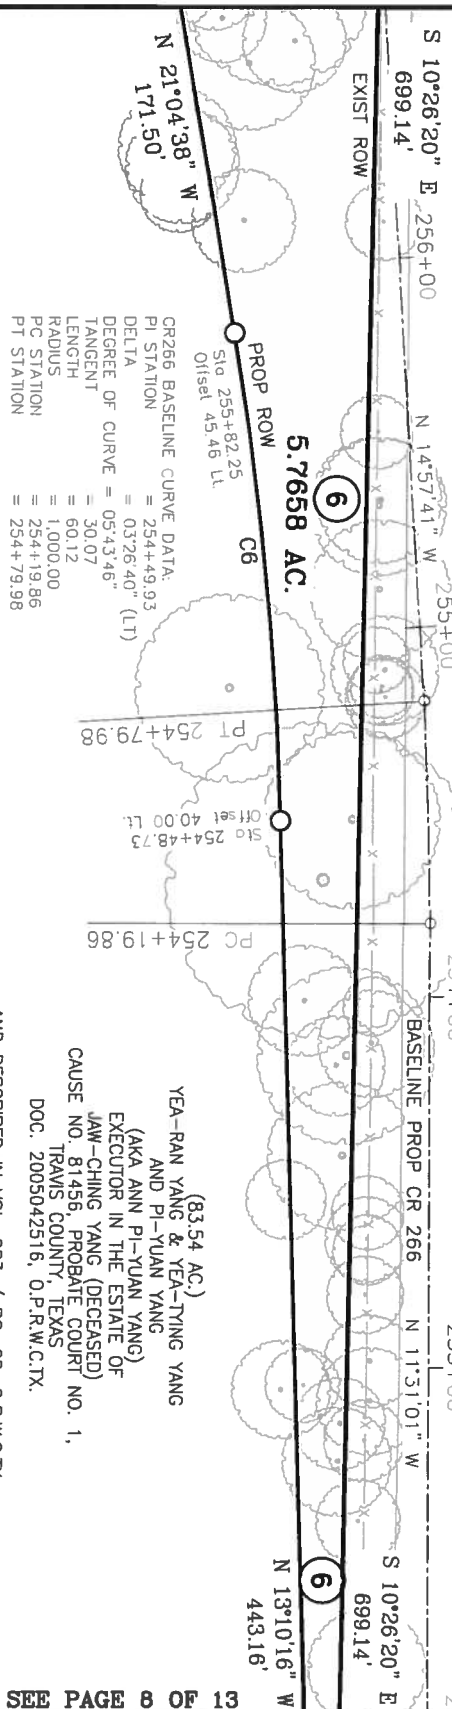 S 10°26'20" E
699.14'
256+00
EXIST ROW
N 21°04'38" W
171.50'
N 14°57'41" W
255+00
PROP ROW
Sta 255+82.25
Offset 45.46 Lt.
6
5.7658 AC.
C6
CR266 BASELINE CURVE DATA:
PI STATION = 254+49.93
DELTA = 03°26'40" (LT)
DEGREE OF CURVE = 05°43'46"
TANGENT = 30.07
LENGTH = 60.12
RADIUS = 1,000.00
PC STATION = 254+19.86
PT STATION = 254+79.98
PT 254+79.98
Sta 254+48.73
Offset 40.00 Lt.
PC 254+19.86
BASELINE PROP CR 266
N 11°31'01" W
(83.54 AC.)
YEA-RAN YANG & YEA-TYING YANG
AND PI-YUAN YANG
(AKA ANN PI-YUAN YANG)
EXECUTOR IN THE ESTATE OF
JAW-CHING YANG (DECEASED)
CAUSE NO. 81456, PROBATE COURT NO. 1,
TRAVIS COUNTY, TEXAS
DOC. 2005042516, O.P.R.W.C.TX.
S 10°26'20" E
699.14'
6
N 13°10'16" W
443.16'
SEE PAGE 8 OF 13